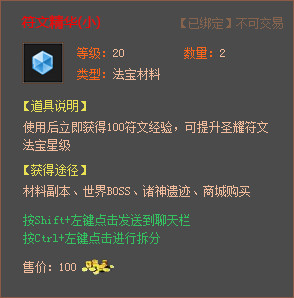 符文精华(小) 【已绑定】不可交易
等级: 20 数量: 2
类型: 法宝材料
【道具说明】
使用后立即获得100符文经验，可提升圣耀符文
法宝星级
【获得途径】
材料副本、世界BOSS、诸神遗迹、商城购买
按Shift+左键点击发送到聊天栏
按Ctrl+左键点击进行拆分
售价: 100